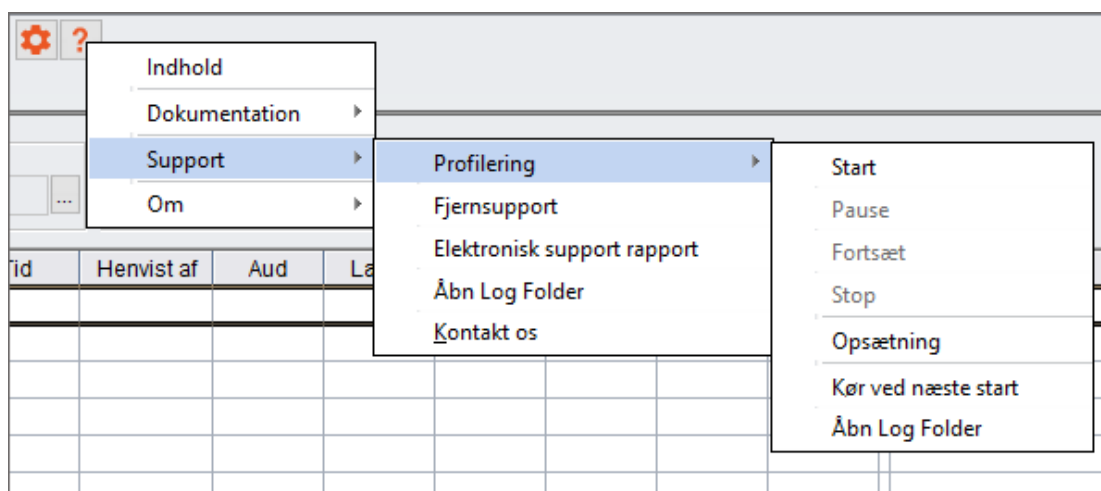 ?
Indhold
Dokumentation
Support
Om
...
Profilering
Fjernsupport
Elektronisk support rapport
Åbn Log Folder
Kontakt os
Start
Pause
Fortsæt
Stop
Opsætning
Kør ved næste start
Åbn Log Folder
Henvist af Aud